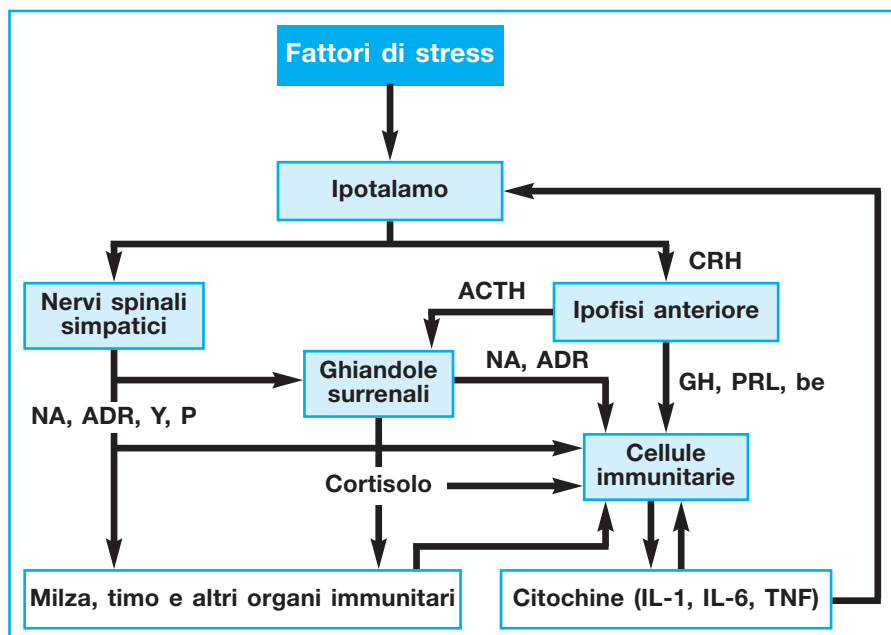 Fattori di stress
Ipotalamo
CRH
Nervi spinali
simpatici
ACTH
Ipofisi anteriore
Ghiandole
surrenali
NA, ADR
GH, PRL, be
NA, ADR, Y, P
Cellule
immunitarie
Cortisolo
Milza, timo e altri organi immunitari
Citochine (IL-1, IL-6, TNF)